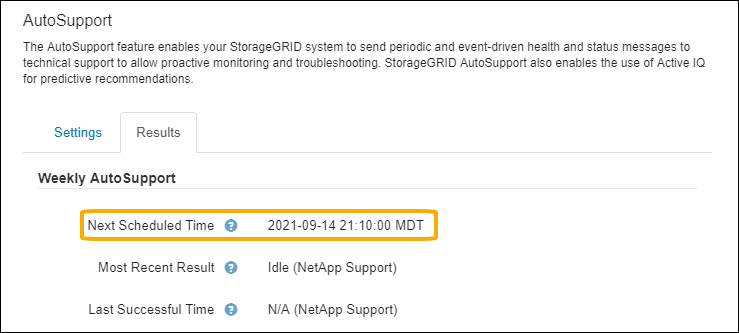 AutoSupport
The AutoSupport feature enables your StorageGRID system to send periodic and event-driven health and status messages to
technical support to allow proactive monitoring and troubleshooting. StorageGRID AutoSupport also enables the use of Active IQ
for predictive recommendations.
Settings Results
Weekly AutoSupport
Next Scheduled Time ? 2021-09-14 21:10:00 MDT
Most Recent Result ? Idle (NetApp Support)
Last Successful Time ? N/A (NetApp Support)